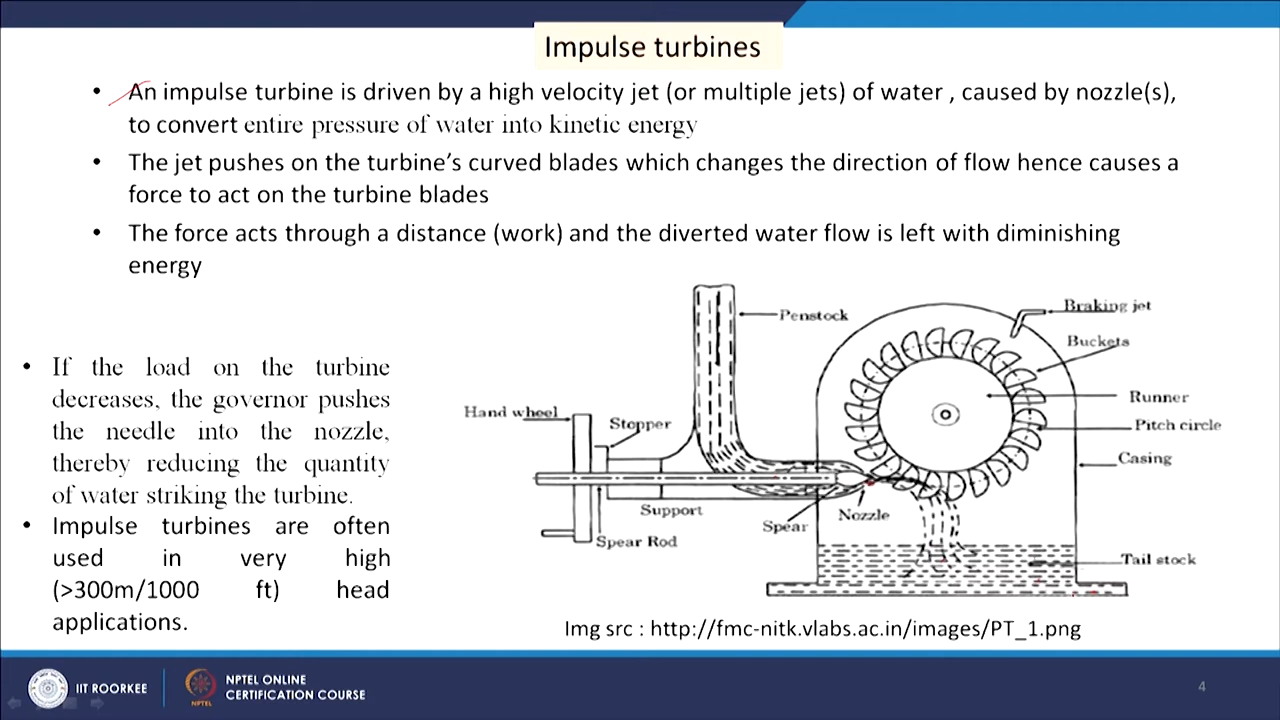 Impulse turbines
• An impulse turbine is driven by a high velocity jet (or multiple jets) of water , caused by nozzle(s),
to convert entire pressure of water into kinetic energy
• The jet pushes on the turbine's curved blades which changes the direction of flow hence causes a
force to act on the turbine blades
• The force acts through a distance (work) and the diverted water flow is left with diminishing
energy
• If the load on the turbine
decreases, the governor pushes
the needle into the nozzle,
thereby reducing the quantity
of water striking the turbine.
• Impulse turbines are often
used in very high
(>300m/1000 ft) head
applications.
Penstock
Braking jet
Buckets
Runner
Pitch circle
Casing
Hand wheel
Stopper
Support
Spear
Nozzle
Spear Rod
Tail stock
Img src : http://fmc-nitk.vlabs.ac.in/images/PT_1.png
IIT ROORKEE
NPTEL
NPTEL ONLINE
CERTIFICATION COURSE
4